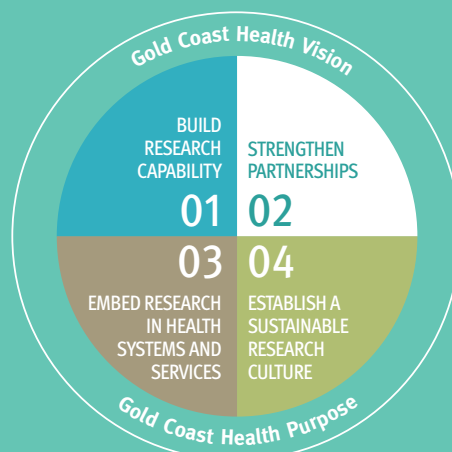 Gold Coast Health Vision
BUILD
RESEARCH
CAPABILITY
01
STRENGTHEN
PARTNERSHIPS
02
03
EMBED RESEARCH
IN HEALTH
SYSTEMS AND
SERVICES
04
ESTABLISH A
SUSTAINABLE
RESEARCH
CULTURE
Gold Coast Health Purpose